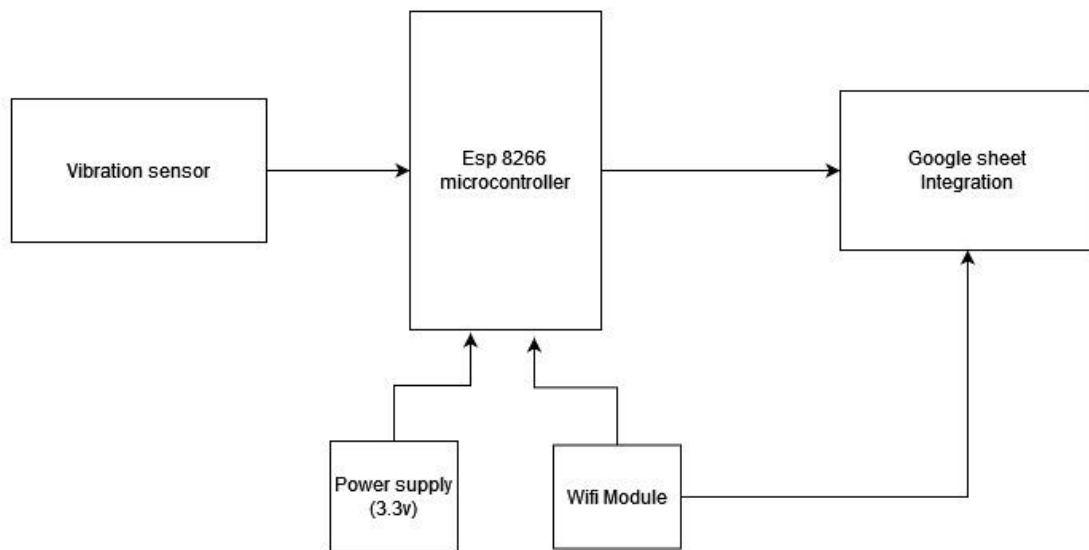 Vibration sensor
Esp 8266
microcontroller
Google sheet
Integration
Power supply
(3.3v)
Wifi Module